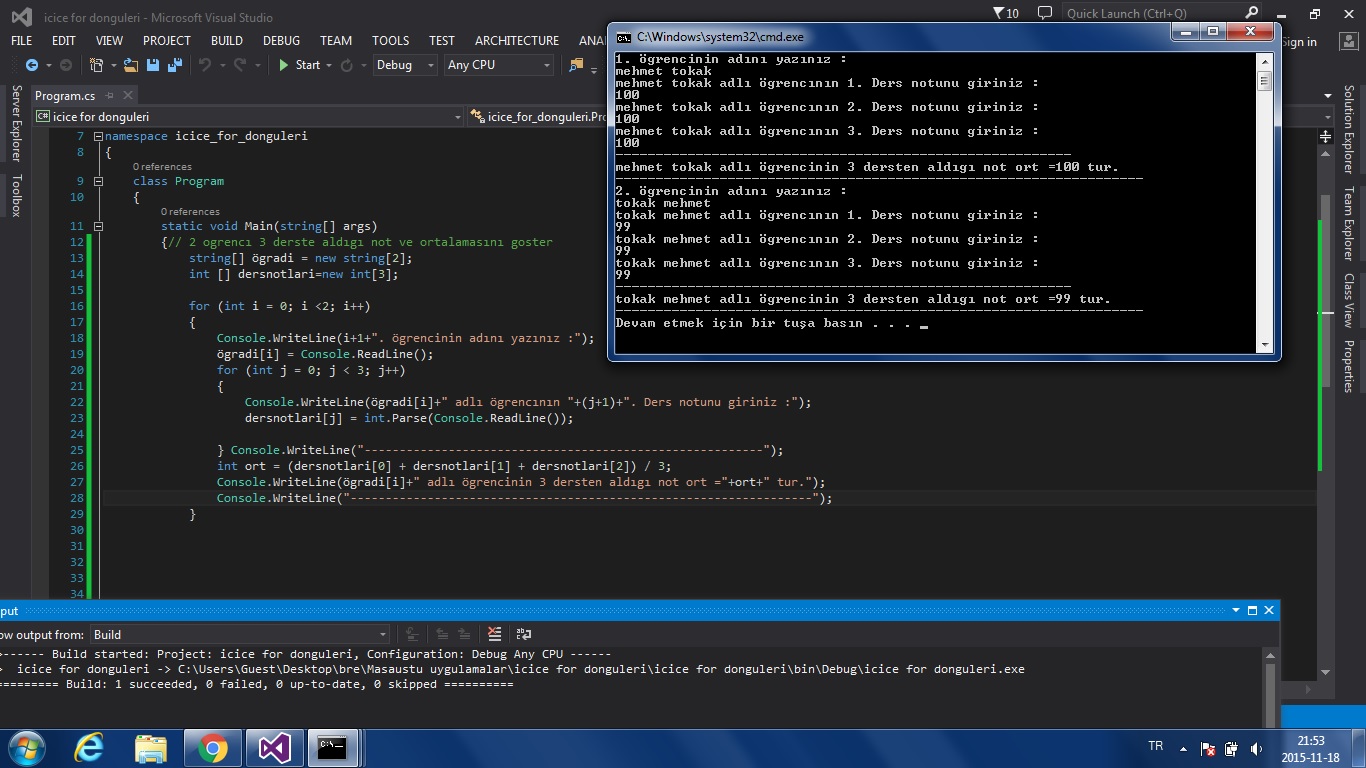 icice for donguleri - Microsoft Visual Studio
10
Quick Launch (Ctrl+Q)
FILE EDIT VIEW PROJECT BUILD DEBUG TEAM TOOLS TEST ARCHITECTURE ANA
ign in
Start
Debug
Any CPU
Server Explorer
Toolbox
Program.cs
C# icice for donguleri
icice_for_donguleri.Pro
7 namespace icice_for_donguleri
8 {
0 references
9 class Program
10 {
0 references
11 static void Main(string[] args)
12 {// 2 ogrencı 3 derste aldıgı not ve ortalamasını goster
13 string[] ögradi = new string[2];
14 int [] dersnotlari=new int[3];
15
16 for (int i = 0; i <2; i++)
17 {
18 Console.WriteLine(i+1+". ögrencinin adını yazınız :");
19 ögradi[i] = Console.ReadLine();
20 for (int j = 0; j < 3; j++)
21 {
22 Console.WriteLine(ögradi[i]+" adlı ögrencının "+(j+1)+". Ders notunu giriniz :");
23 dersnotlari[j] = int.Parse(Console.ReadLine());
24
25 } Console.WriteLine("---------------------------------------------------------");
26 int ort = (dersnotlari[0] + dersnotlari[1] + dersnotlari[2]) / 3;
27 Console.WriteLine(ögradi[i]+" adlı ögrencinin 3 dersten aldıgı not ort ="+ort+" tur.");
28 Console.WriteLine("------------------------------------------------------------------");
29 }
30
31
32
33
34
C:\Windows\system32\cmd.exe
1. ögrencinin adını yazınız :
mehmet tokak
mehmet tokak adlı ögrencının 1. Ders notunu giriniz :
100
mehmet tokak adlı ögrencının 2. Ders notunu giriniz :
100
mehmet tokak adlı ögrencının 3. Ders notunu giriniz :
100
---------------------------------------------------------
mehmet tokak adlı ögrencinin 3 dersten aldıgı not ort =100 tur.
------------------------------------------------------------------
2. ögrencinin adını yazınız :
tokak mehmet
tokak mehmet adlı ögrencının 1. Ders notunu giriniz :
99
tokak mehmet adlı ögrencının 2. Ders notunu giriniz :
99
tokak mehmet adlı ögrencının 3. Ders notunu giriniz :
99
---------------------------------------------------------
tokak mehmet adlı ögrencinin 3 dersten aldıgı not ort =99 tur.
------------------------------------------------------------------
Devam etmek için bir tuşa basın . . .
Solution Explorer
Team Explorer
Class View
Properties
put
ow output from: Build
>------ Build started: Project: icice for donguleri, Configuration: Debug Any CPU ------
> icice for donguleri -> C:\Users\Guest\Desktop\bre\Masaustu uygulamalar\icice for donguleri\icice for donguleri\bin\Debug\icice for donguleri.exe
========= Build: 1 succeeded, 0 failed, 0 up-to-date, 0 skipped ==========
TR
21:53
2015-11-18